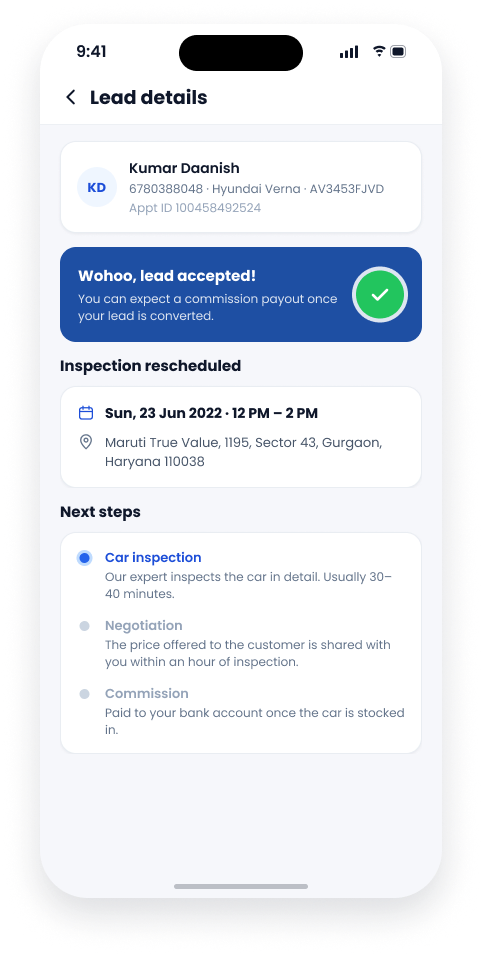 9:41
Lead details
KD
Kumar Daanish
6780388048 · Hyundai Verna · AV3453FJVD
Appt ID 100458492524
Wohoo, lead accepted!
You can expect a commission payout once
your lead is converted.
Inspection rescheduled
Sun, 23 Jun 2022 · 12 PM – 2 PM
Maruti True Value, 1195, Sector 43, Gurgaon,
Haryana 110038
Next steps
Car inspection
Our expert inspects the car in detail. Usually 30–
40 minutes.
Negotiation
The price offered to the customer is shared with
you within an hour of inspection.
Commission
Paid to your bank account once the car is stocked
in.